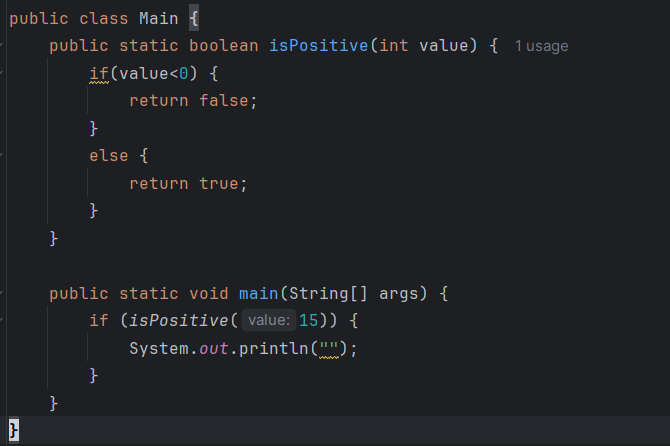 public class Main {
    public static boolean isPositive(int value) {  1 usage
        if(value<0) {
            return false;
        }
        else {
            return true;
        }
    }

    public static void main(String[] args) {
        if (isPositive( value: 15)) {
            System.out.println("");
        }
    }
}